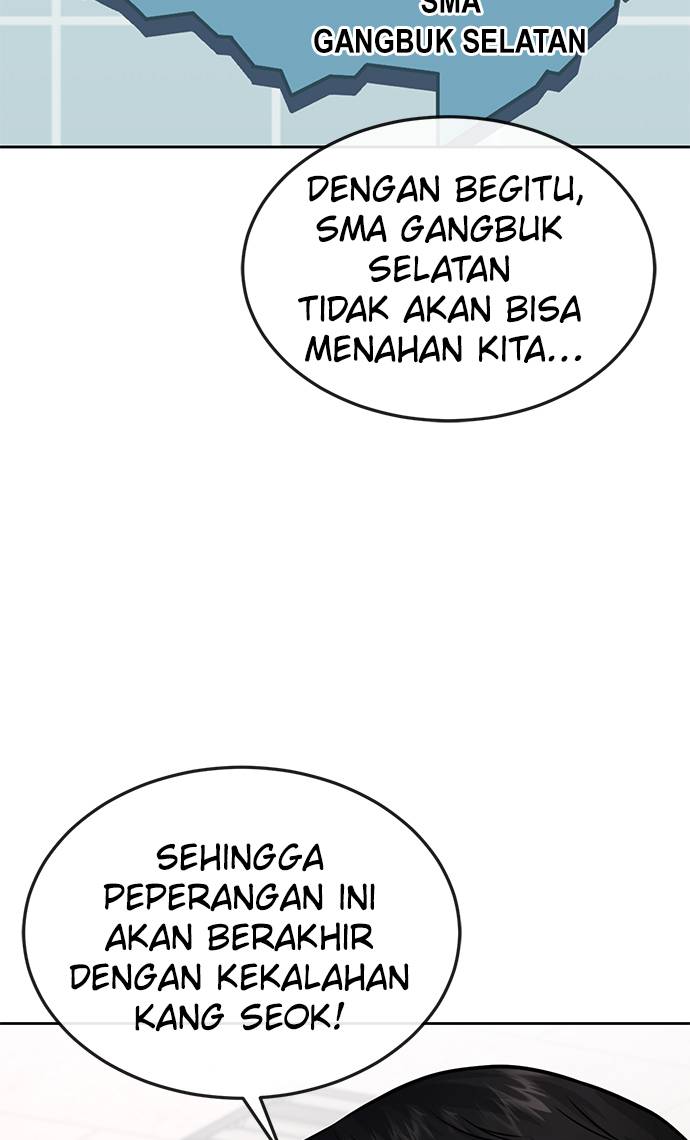 SMA
GANGBUK SELATAN
DENGAN BEGITU,
SMA GANGBUK
SELATAN
TIDAK AKAN BISA
MENAHAN KITA...
SEHINGGA
PEPERANGAN INI
AKAN BERAKHIR
DENGAN KEKALAHAN
KANG SEOK!